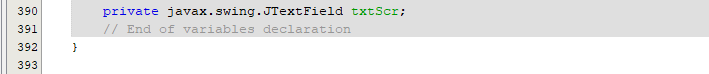 390 private javax.swing.JTextField txtScr;
391 // End of variables declaration
392 }
393